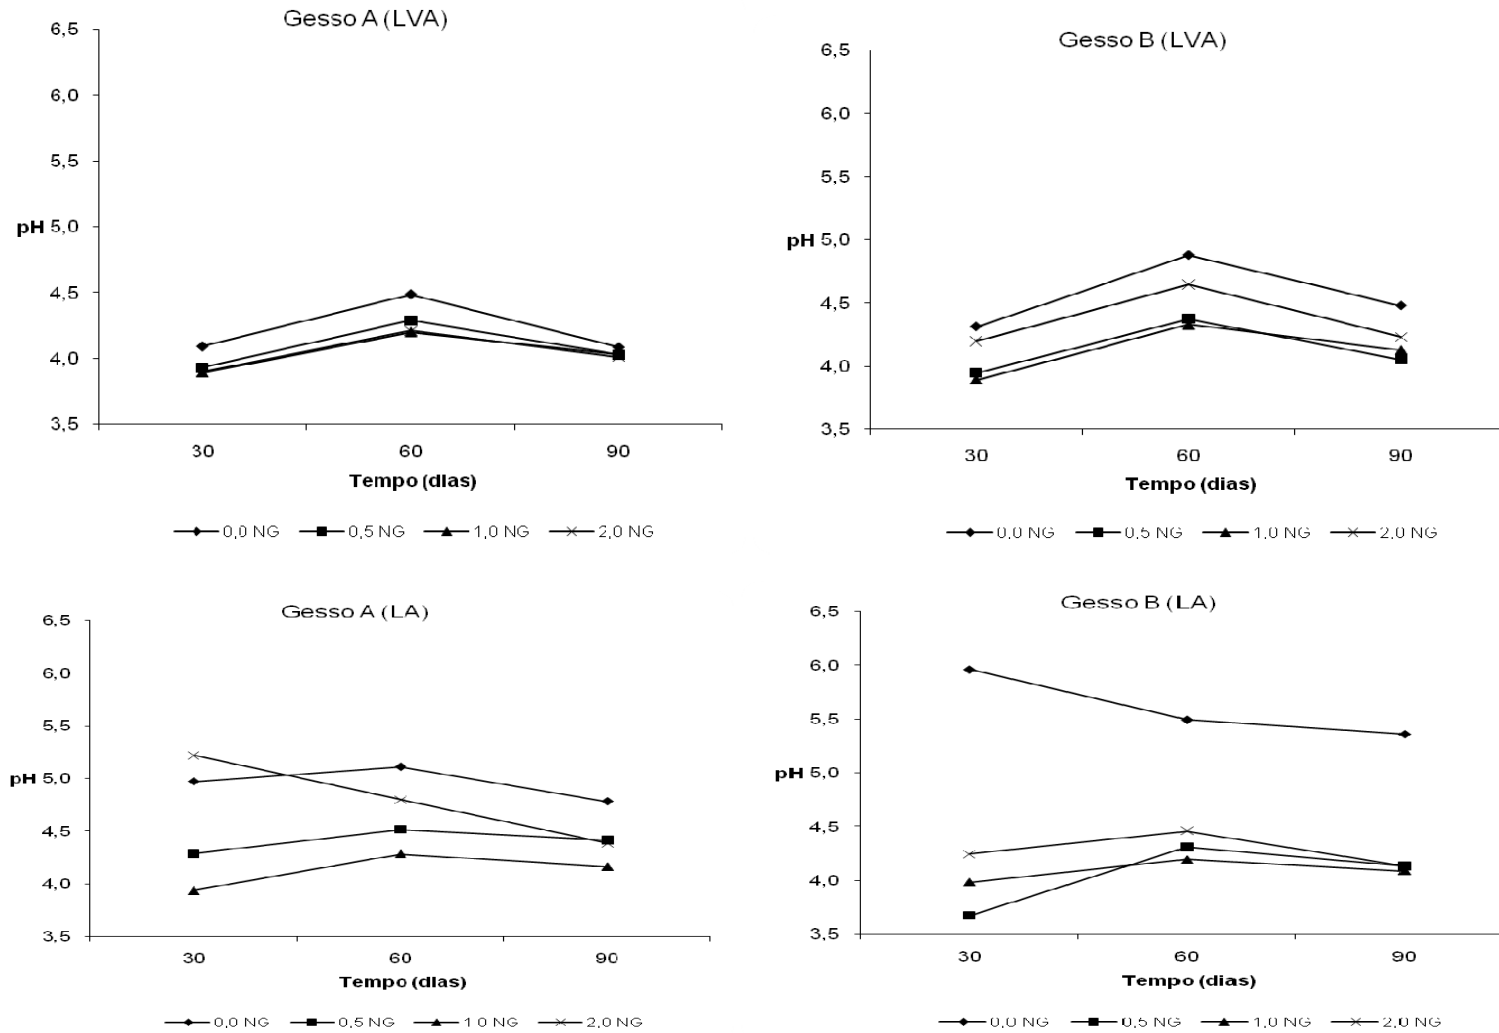 Gesso A (LVA)
6,5
6,0
5,5
pH 5,0
4,5
4,0
3,5
30 60 90
Tempo (dias)
0,0 NG 0,5 NG 1,0 NG 2,0 NG
Gesso B (LVA)
6,5
6,0
5,5
pH 5,0
4,5
4,0
3,5
30 60 90
Tempo (dias)
0,0 NG 0,5 NG 1,0 NG 2,0 NG
Gesso A (LA)
6,5
6,0
5,5
pH 5,0
4,5
4,0
3,5
30 60 90
Tempo (dias)
0,0 NG 0,5 NG 1,0 NG 2,0 NG
Gesso B (LA)
6,5
6,0
5,5
pH 5,0
4,5
4,0
3,5
30 60 90
Tempo (dias)
0,0 NG 0,5 NG 1,0 NG 2,0 NG